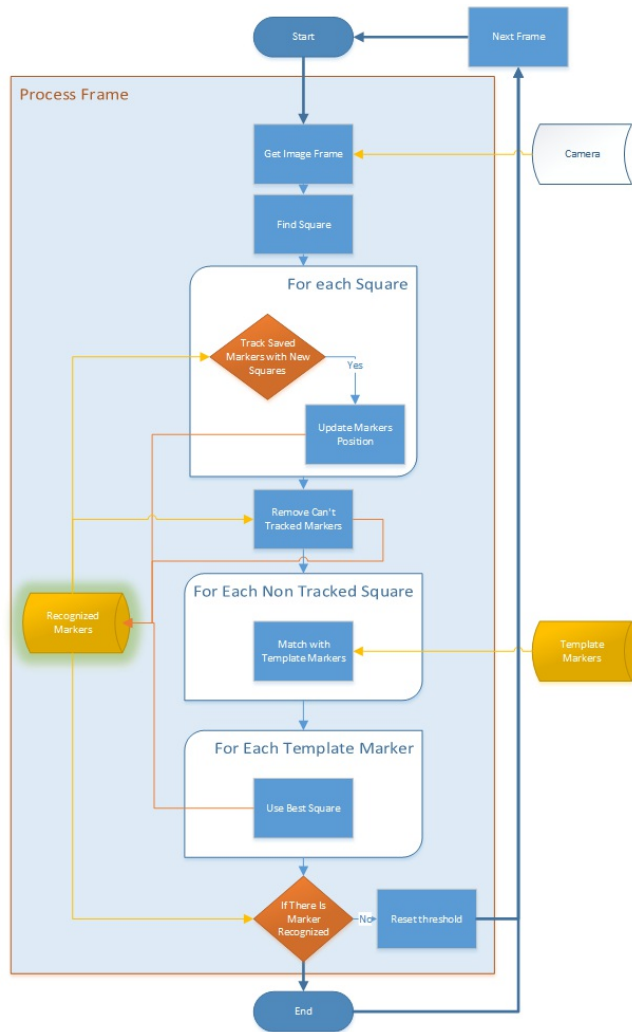 Start
Next Frame
Process Frame
Get Image Frame
Camera
Find Square
For each Square
Track Saved
Markers with New
Squares
Yes
Update Markers
Position
Remove Can't
Tracked Markers
For Each Non Tracked Square
Recognized
Markers
Match with
Template Markers
Template
Markers
For Each Template Marker
Use Best Square
If There Is
Marker
Recognized
No
Reset threshold
End